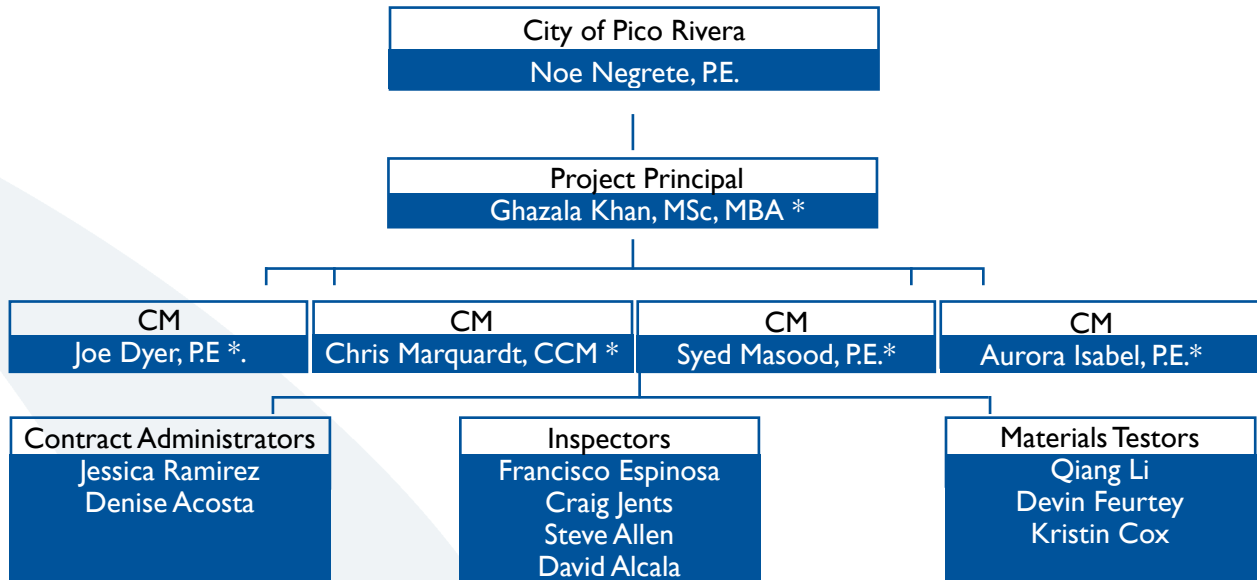 City of Pico Rivera
Noe Negrete, P.E.
Project Principal
Ghazala Khan, MSc, MBA *
CM
Joe Dyer, P.E *.
CM
Chris Marquardt, CCM *
CM
Syed Masood, P.E.*
CM
Aurora Isabel, P.E.*
Contract Administrators
Jessica Ramirez
Denise Acosta
Inspectors
Francisco Espinosa
Craig Jents
Steve Allen
David Alcala
Materials Testors
Qiang Li
Devin Feurtey
Kristin Cox